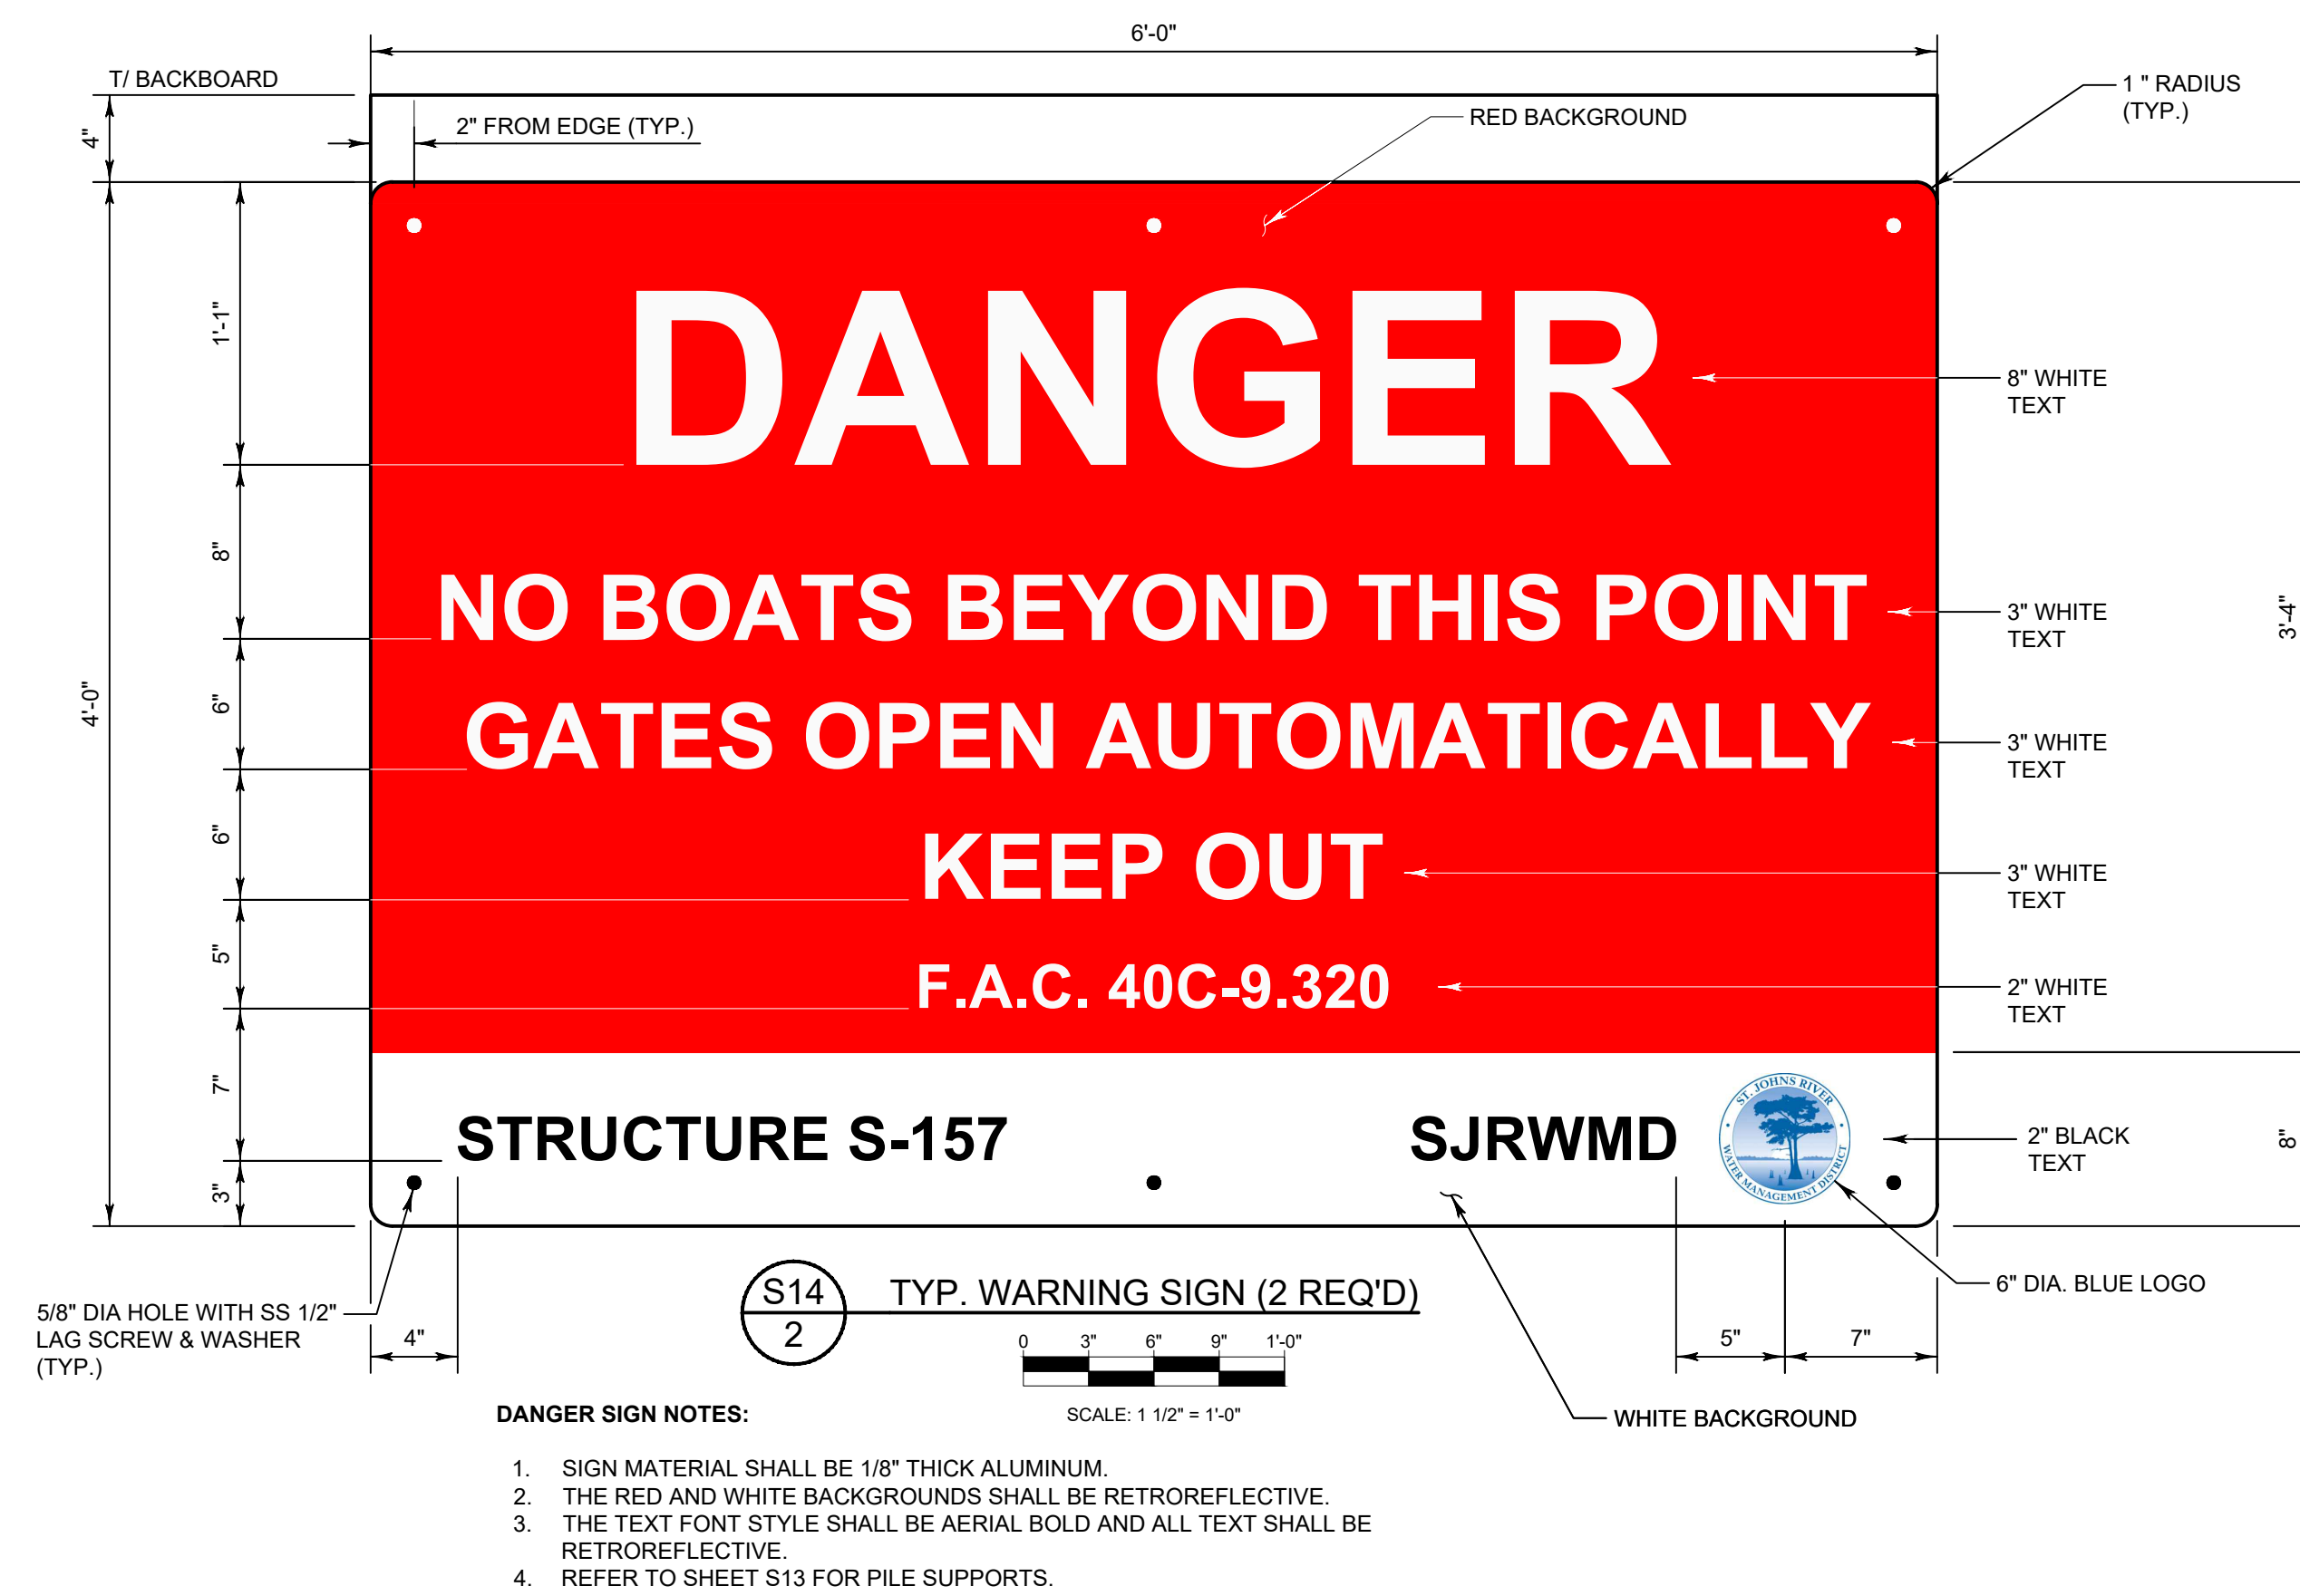 6'-0"
T/ BACKBOARD
1 " RADIUS
(TYP.)
4"
2" FROM EDGE (TYP.)
RED BACKGROUND
1'-1"
DANGER
8" WHITE
TEXT
8"
NO BOATS BEYOND THIS POINT
3" WHITE
TEXT
3'-4"
4'-0"
6"
GATES OPEN AUTOMATICALLY
3" WHITE
TEXT
6"
KEEP OUT
3" WHITE
TEXT
5"
F.A.C. 40C-9.320
2" WHITE
TEXT
7"
STRUCTURE S-157
SJRWMD
ST. JOHNS RIVER
WATER MANAGEMENT DISTRICT
2" BLACK
TEXT
8"
3"
5/8" DIA HOLE WITH SS 1/2"
LAG SCREW & WASHER
(TYP.)
4"
S14
2
TYP. WARNING SIGN (2 REQ'D)
0 3" 6" 9" 1'-0"
SCALE: 1 1/2" = 1'-0"
6" DIA. BLUE LOGO
5"
7"
WHITE BACKGROUND
DANGER SIGN NOTES:
1. SIGN MATERIAL SHALL BE 1/8" THICK ALUMINUM.
2. THE RED AND WHITE BACKGROUNDS SHALL BE RETROREFLECTIVE.
3. THE TEXT FONT STYLE SHALL BE AERIAL BOLD AND ALL TEXT SHALL BE
RETROREFLECTIVE.
4. REFER TO SHEET S13 FOR PILE SUPPORTS.